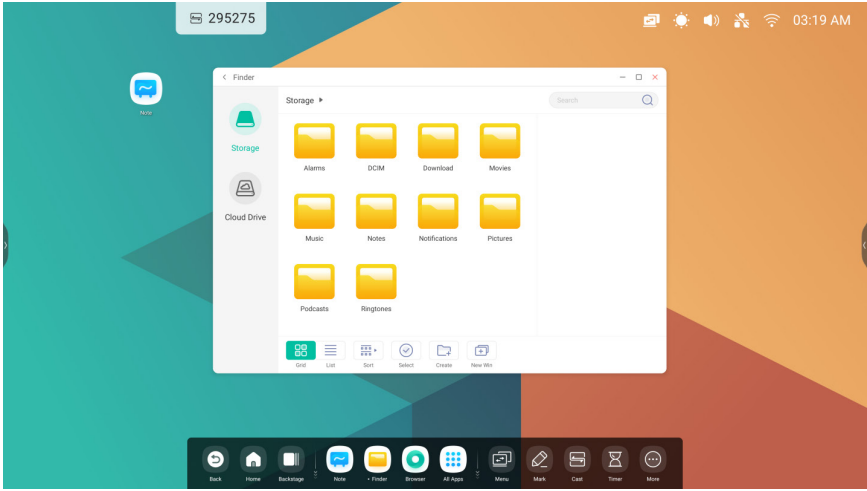 295275
03:19 AM
Note
Finder
Storage
Search
Storage
Cloud Drive
Alarms DCIM Download Movies
Music Notes Notifications Pictures
Podcasts Ringtones
Grid List Sort Select Create New Win
Back Home Backstage Note • Finder Browser All Apps Menu Mark Cast Timer More